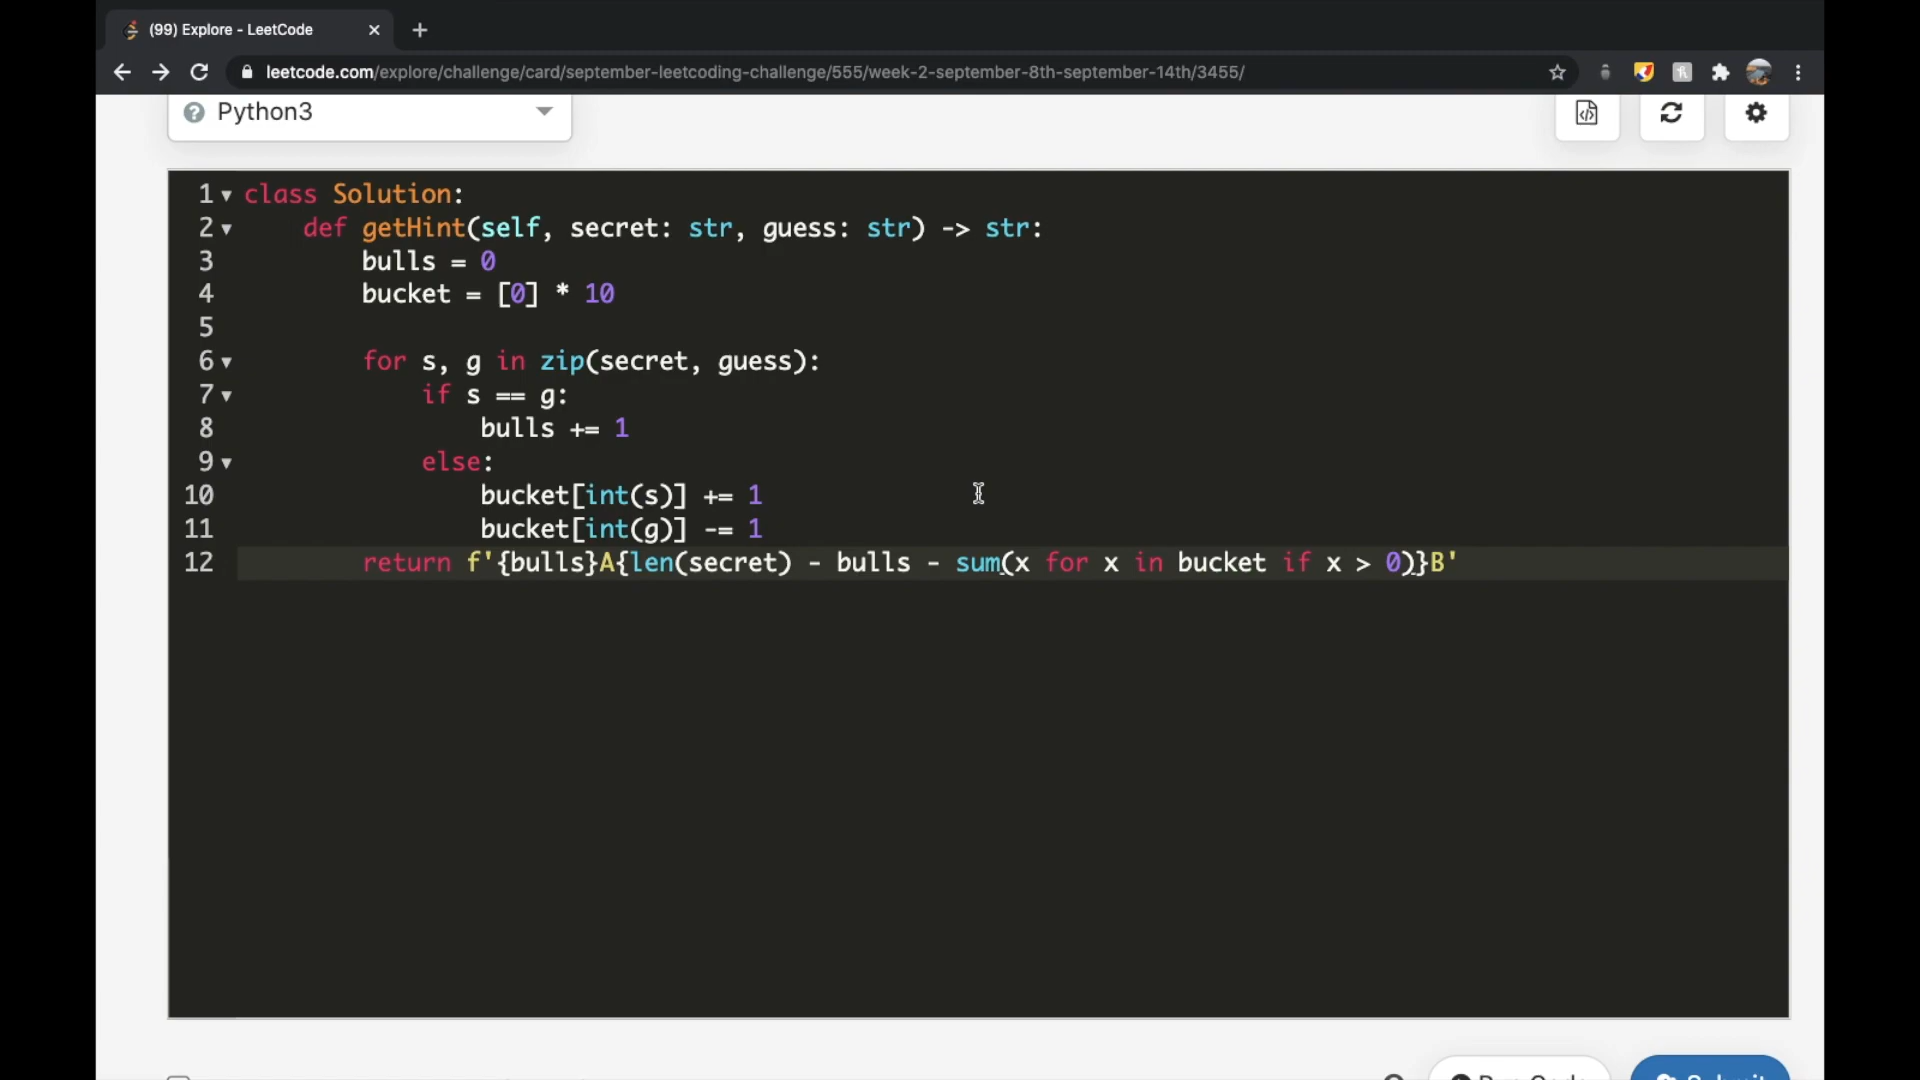 (99) Explore - LeetCode
leetcode.com/explore/challenge/card/september-leetcoding-challenge/555/week-2-september-8th-september-14th/3455/
Python3
1 class Solution:
2     def getHint(self, secret: str, guess: str) -> str:
3         bulls = 0
4         bucket = [0] * 10
5
6         for s, g in zip(secret, guess):
7             if s == g:
8                 bulls += 1
9             else:
10                 bucket[int(s)] += 1
11                 bucket[int(g)] -= 1
12         return f'{bulls}A{len(secret) - bulls - sum(x for x in bucket if x > 0)}B'
Run Code
Submit